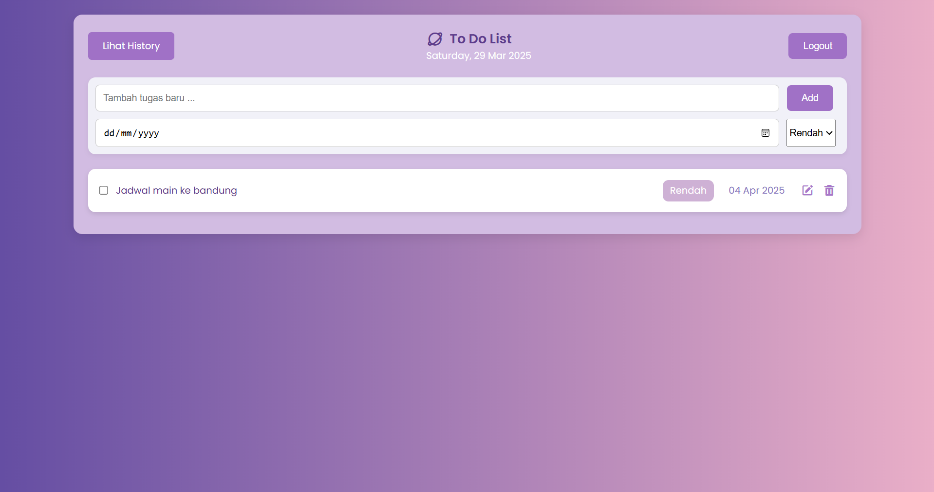 Lihat History
To Do List
Saturday, 29 Mar 2025
Logout
Tambah tugas baru ...
Add
dd/mm/yyyy
Rendah
Jadwal main ke bandung
Rendah
04 Apr 2025